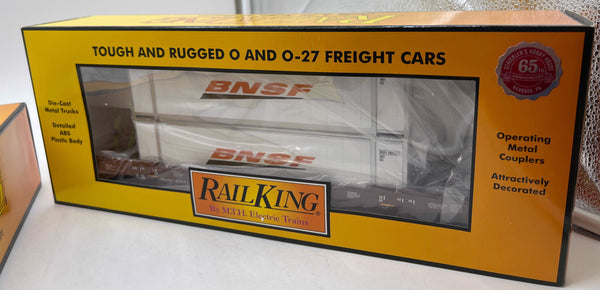 TOUGH AND RUGGED O AND O-27 FREIGHT CARS
65th
Die-Cast
Metal Trucks
Detailed
ABS
Plastic Body
BNSF
BNSF
Operating
Metal
Couplers
Attractively
Decorated
RAILKING®
By M.T.H. Electric Trains